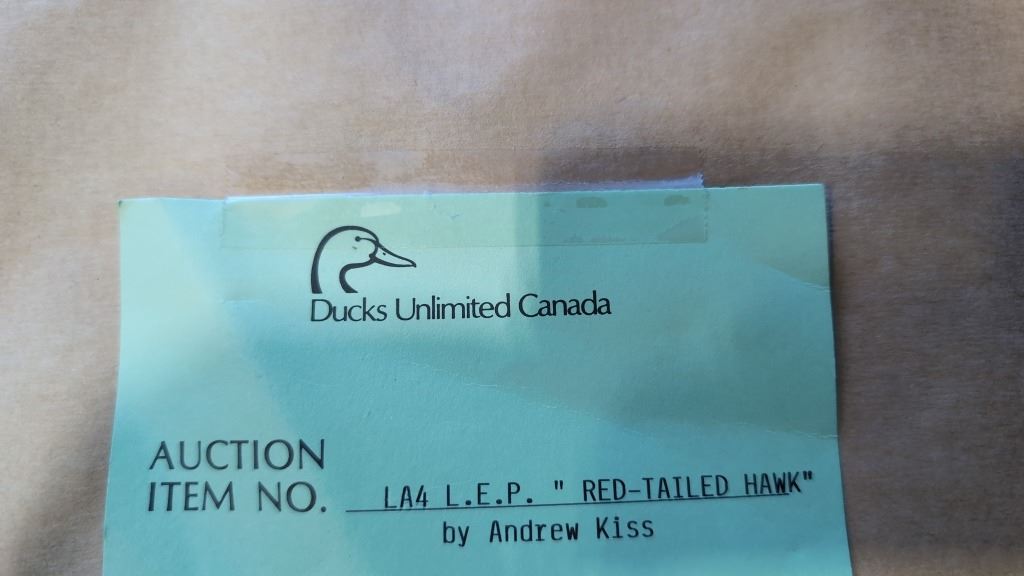 Ducks Unlimited Canada
AUCTION
ITEM NO. LA4 L.E.P. " RED-TAILED HAWK"
by Andrew Kiss